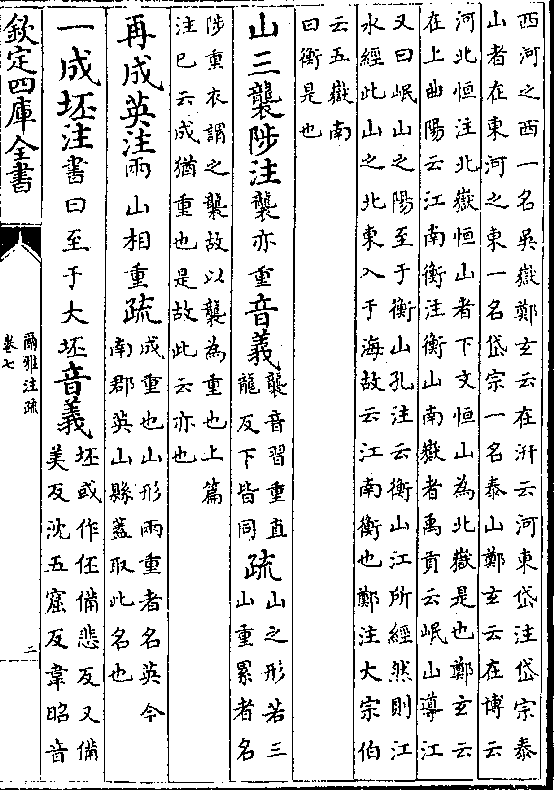 西河之西一名吳嶽鄭玄云在汧云河東岱注岱宗泰
山者在東河之東一名岱宗一名泰山鄭玄云在博云
河北恒注北嶽恒山者下文恒山為北嶽是也鄭玄云
在上曲陽云江南衡注衡山南嶽者禹貢云岷山導江
又曰岷山之陽至于衡山孔注云衡山江所經然則江
水經此山之北東入于海故云江南衡也鄭注大宗伯
云五嶽南
曰衡是也
山三襲陟注襲亦重音義襲音習重直龍反下皆同疏山之形若三山重累者名
陟重衣謂之襲故以襲為重也上篇
注已云成猶重也是故此云亦也
再成英注兩山相重疏成重也山形兩重者名英今南郡英山縣蓋取此名也
一成坯注書曰至于大坯音義坯或作伾備悲反又備美反沈五窟反韋昭音
欽定四庫全書
爾雅注疏
卷七
二